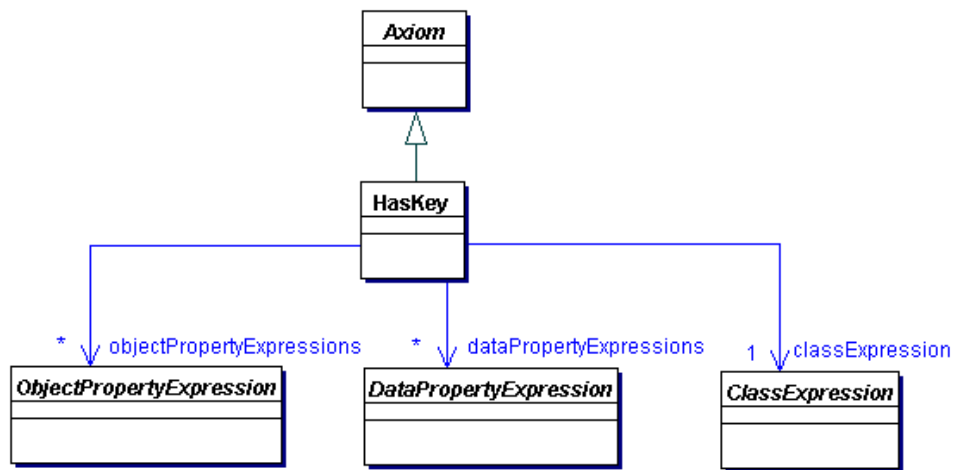 Axiom
HasKey
* objectPropertyExpressions
* dataPropertyExpressions
1 classExpression
ObjectPropertyExpression
DataPropertyExpression
ClassExpression